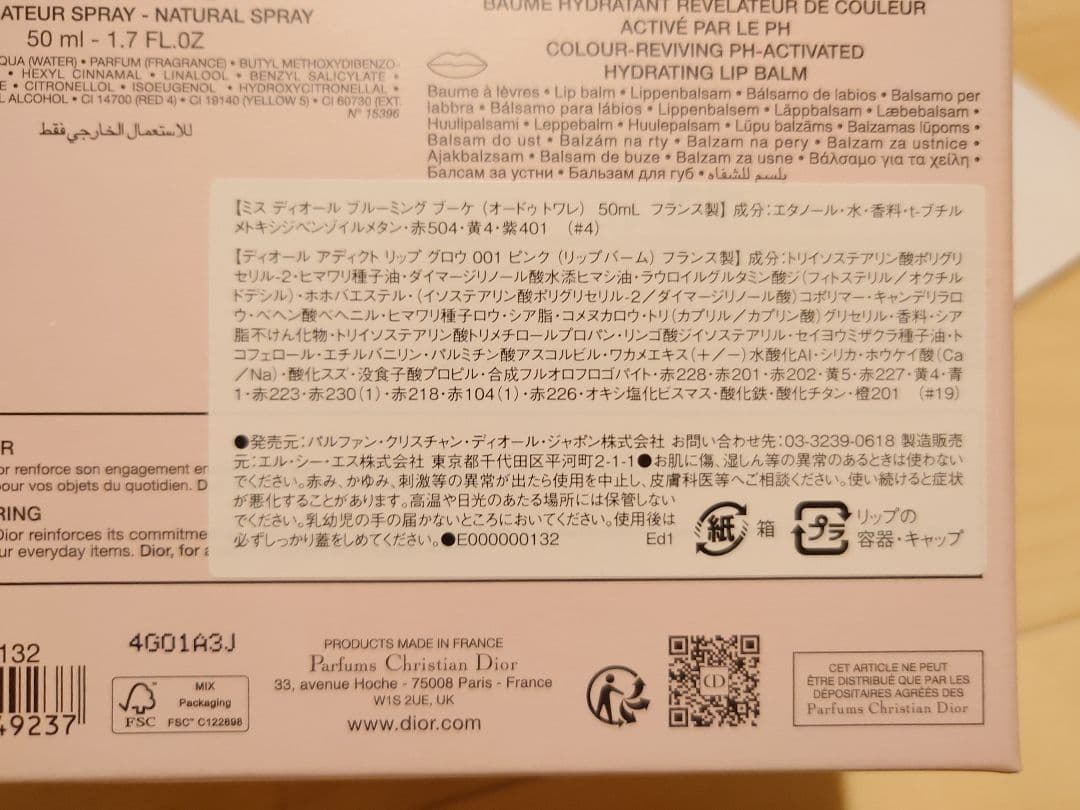 ATEUR SPRAY - NATURAL SPRAY
50 ml - 1.7 FL.OZ
QUA (WATER) • PARFUM (FRAGRANCE) • BUTYL METHOXYDIBENZO-
• HEXYL CINNAMAL • LINALOOL • BENZYL SALICYLATE •
E • CITRONELLOL • ISOEUGENOL • HYDROXYCITRONELLAL •
L ALCOHOL • CI 14700 (RED 4) • CI 19140 (YELLOW 5) • CI 60730 (EXT.
N° 15396
للاستعمال الخارجي فقط
BAUME HYDRATANT RÉVÉLATEUR DE COULEUR
ACTIVÉ PAR LE PH
COLOUR-REVIVING PH-ACTIVATED
HYDRATING LIP BALM
Baume à lèvres • Lip balm • Lippenbalsam • Bálsamo de labios • Balsamo per
labbra • Bálsamo para lábios • Lippenbalsem • Läppbalsam • Læbebalsam •
Huulipalsami • Leppebalm • Huulepalsam • Lūpu balzāms • Balzamas lūpoms •
Balsam do ust • Balzám na rty • Balzam na pery • Balzam za ustnice •
Ajakbalzsam • Balsam de buze • Balzam za usne • Βάλσαμο για τα χείλη •
Балсам за устни • Бальзам для губ • بلسم للشفاه
【ミス ディオール ブルーミング ブーケ（オードゥ トワレ） 50mL フランス製】成分：エタノール・水・香料・t-ブチル
メトキシジベンゾイルメタン・赤504・黄4・紫401 （#4）
【ディオール アディクト リップ グロウ 001 ピンク（リップバーム）フランス製】成分：トリイソステアリン酸ポリグリ
セリル-2・ヒマワリ種子油・ダイマージリノール酸水添ヒマシ油・ラウロイルグルタミン酸ジ（フィトステリル／オクチル
ドデシル）・ホホバエステル・（イソステアリン酸ポリグリセリル-2／ダイマージリノール酸）コポリマー・キャンデリラロ
ウ・ベヘン酸ベヘニル・ヒマワリ種子ロウ・シア脂・コメヌカロウ・トリ（カプリル／カプリン酸）グリセリル・香料・シア
脂不けん化物・トリイソステアリン酸トリメチロールプロパン・リンゴ酸ジイソステアリル・セイヨウミザクラ種子油・ト
コフェロール・エチルバニリン・パルミチン酸アスコルビル・ワカメエキス（＋／－）水酸化Al・シリカ・ホウケイ酸（Ca
／Na）・酸化スズ・没食子酸プロピル・合成フルオロフロゴパイト・赤228・赤201・赤202・黄5・赤227・黄4・青
1・赤223・赤230（1）・赤218・赤104（1）・赤226・オキシ塩化ビスマス・酸化鉄・酸化チタン・橙201 （#19）
●発売元：パルファン・クリスチャン・ディオール・ジャポン株式会社 お問い合わせ先：03-3239-0618 製造販売
元：エル・シー・エス株式会社 東京都千代田区平河町2-1-1●お肌に傷、湿しん等の異常のあるときは使わない
でください。赤み、かゆみ、刺激等の異常が出たら使用を中止し、皮膚科医等へご相談ください。使い続けると症状
が悪化することがあります。高温や日光のあたる場所には保管しない
でください。乳幼児の手の届かないところにおいてください。使用後は
必ずしっかり蓋をしめてください。●E000000132 Ed1
紙 箱
プラ リップの
容器・キャップ
R
or renforce son engagement en
pour vos objets du quotidien. D
RING
Dior reinforces its commitme
ur everyday items. Dior, for a
132
49237
4G01A3J
FSC
MIX
Packaging
FSC™ C122698
PRODUCTS MADE IN FRANCE
Parfums Christian Dior
33, avenue Hoche - 75008 Paris - France
W1S 2UE, UK
www.dior.com
CD
CET ARTICLE NE PEUT
ÊTRE DISTRIBUÉ QUE PAR LES
DÉPOSITAIRES AGRÉÉS DES
Parfums Christian Dior